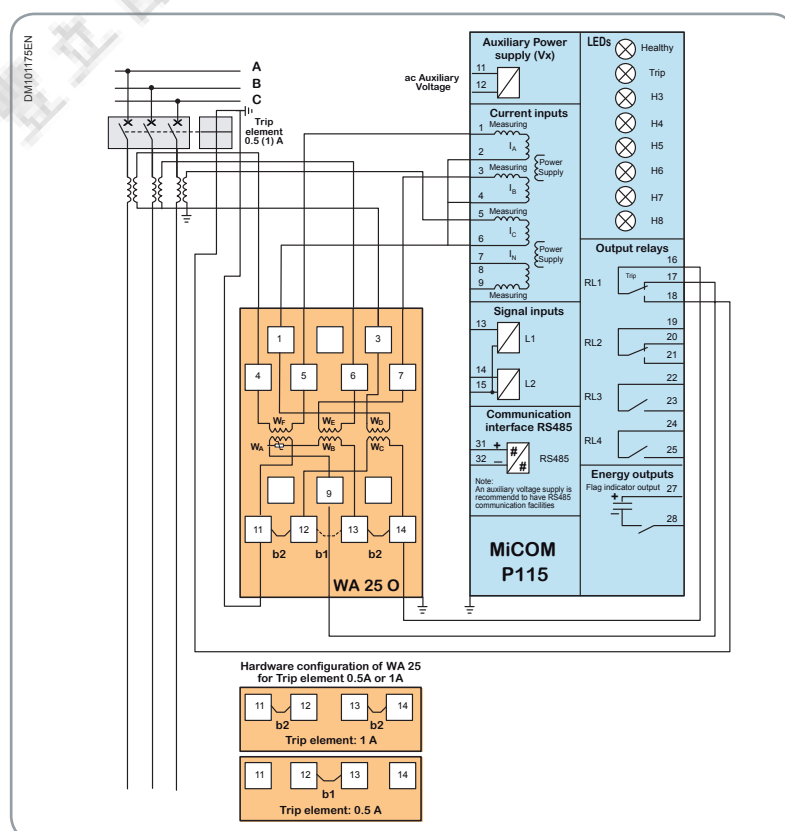 DM101175EN
A
B
C
Trip
element
0.5 (1) A
ac Auxiliary
Voltage
Auxiliary Power
supply (Vx)
11
12
Current inputs
1
Measuring
IA
2
Power
Supply
3
Measuring
IB
4
5
Measuring
IC
6
Power
Supply
7
IN
8
9
Measuring
Signal inputs
13
L1
14
15
L2
Communication
interface RS485
31
+
32
–
#
#
RS485
Note:
An auxiliary voltage supply is
recommend to have RS485
communication facilities
MiCOM
P115
LEDs
Healthy
Trip
H3
H4
H5
H6
H7
H8
Output relays
16
RL1
Trip
17
18
19
RL2
20
21
22
RL3
23
24
RL4
25
Energy outputs
Flag indicator output
27
+
–
28
1
3
4
5
6
7
WF
WE
WD
WA
WB
WC
9
11
12
13
14
b2
b1
b2
WA 25 O
Hardware configuration of WA 25
for Trip element 0.5A or 1A
11
12
13
14
b2
b2
Trip element: 1 A
11
12
13
14
b1
Trip element: 0.5 A